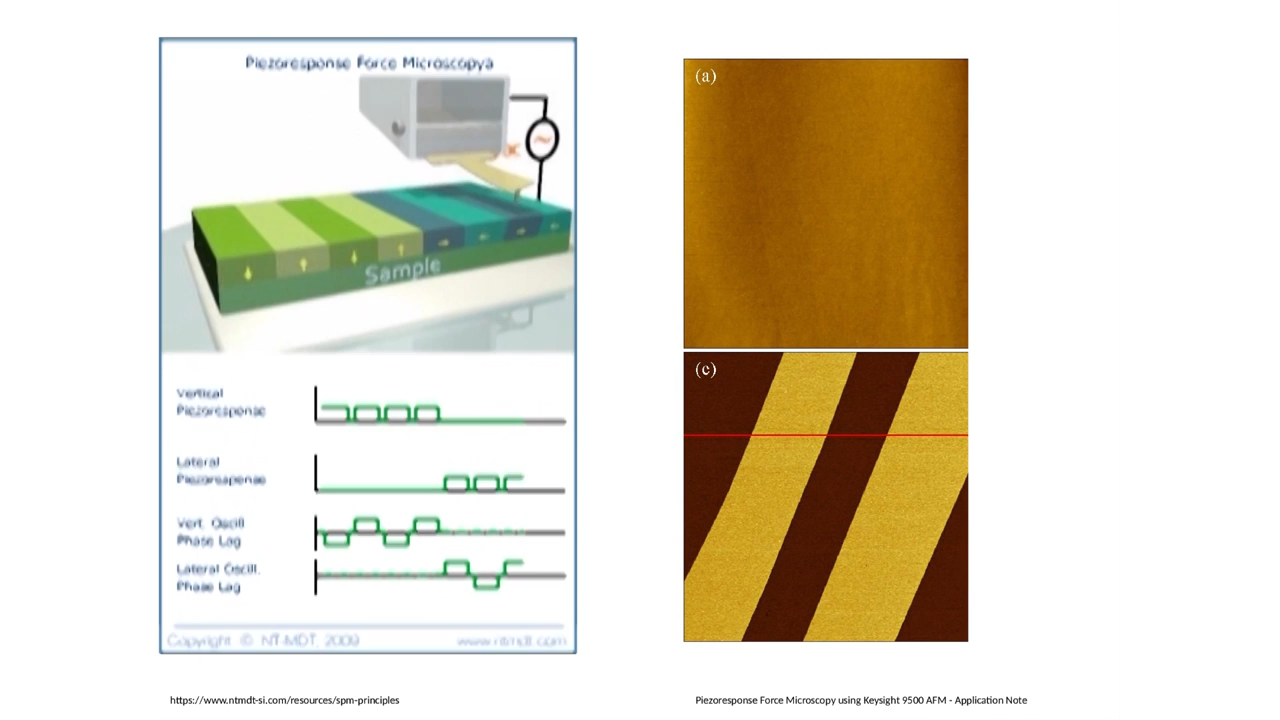 Piezoresponse Force Microscopya
Sample
Vertical
Piezoresponse
Lateral
Piezoresponse
Vert. Oscill
Phase Lag
Lateral Oscill.
Phase Lag
Copyright © NT-MDT, 2009
www.ntmdt.com
(a)
(c)
https://www.ntmdt-si.com/resources/spm-principles
Piezoresponse Force Microscopy using Keysight 9500 AFM - Application Note